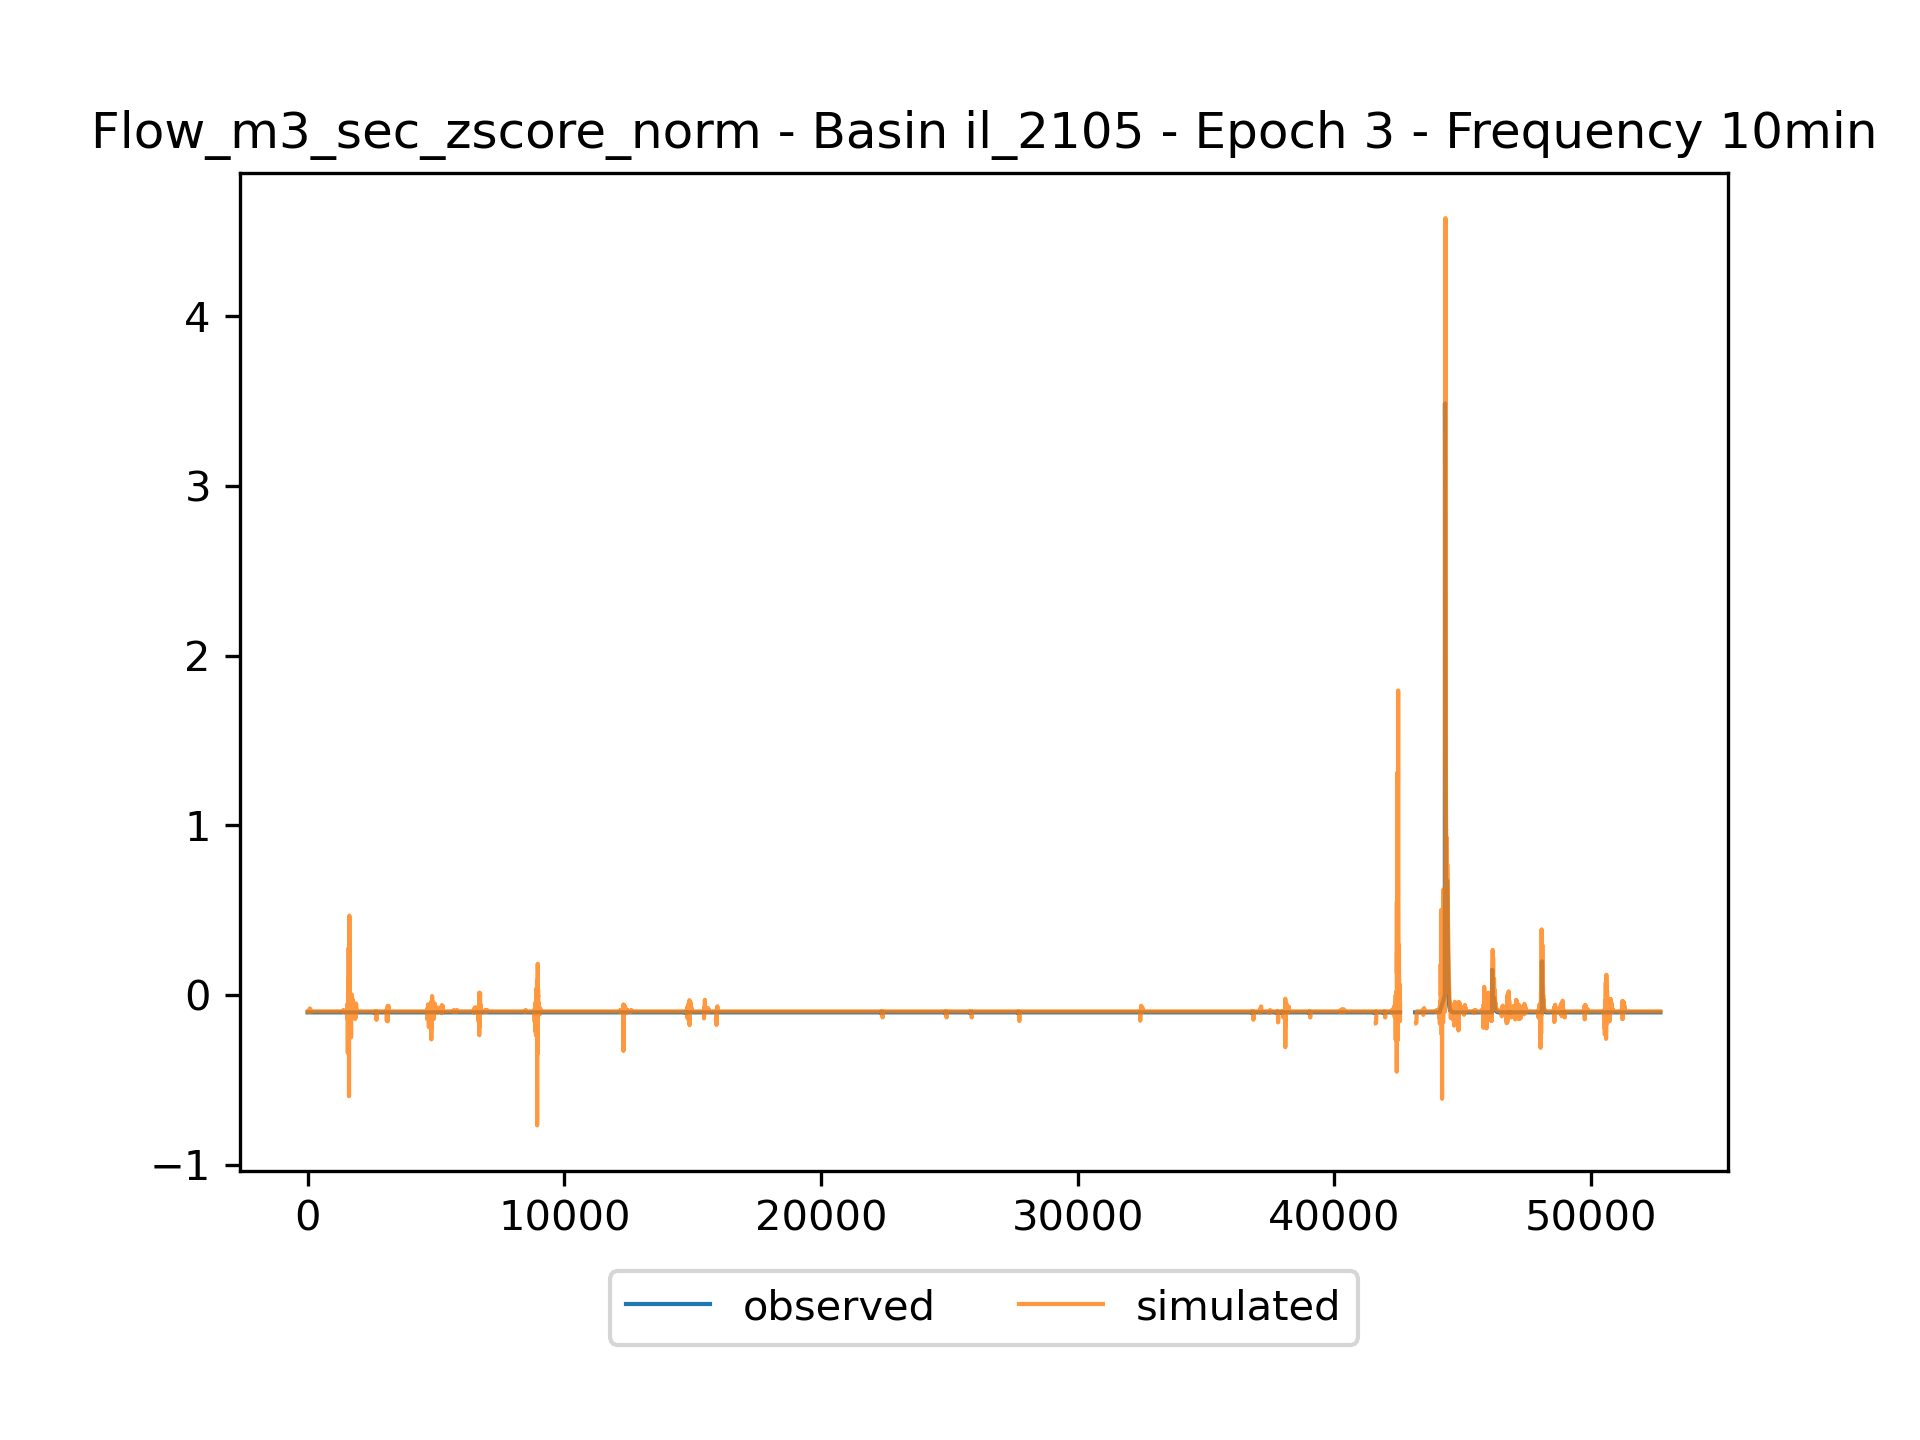 Flow_m3_sec_zscore_norm - Basin il_2105 - Epoch 3 - Frequency 10min
4
3
2
1
0
−1
0 10000 20000 30000 40000 50000
observed simulated